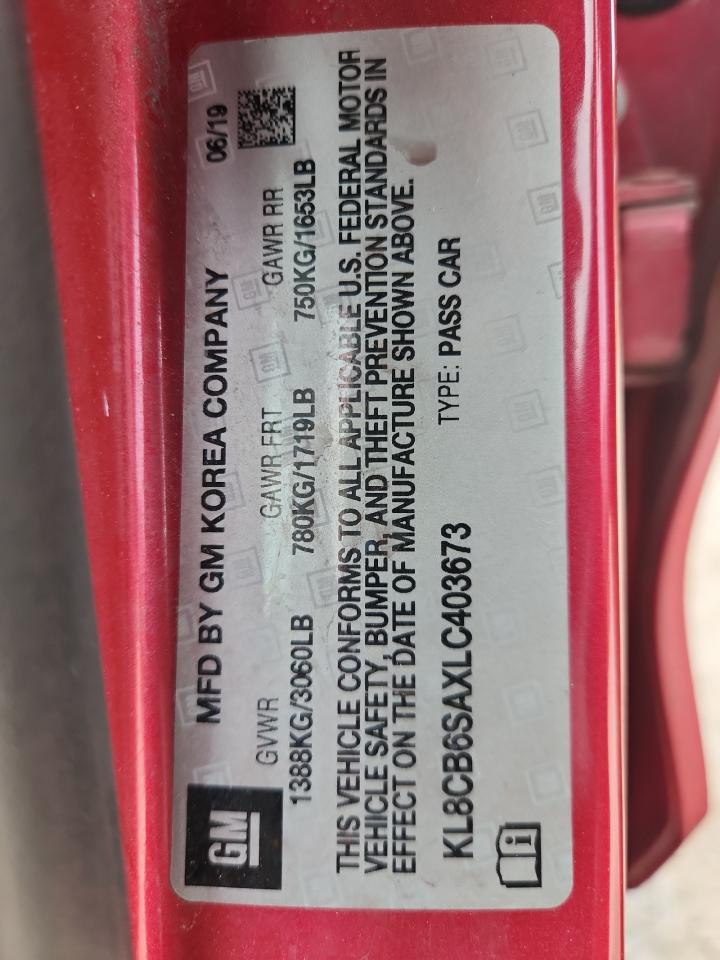 GM
MFD BY GM KOREA COMPANY
06/19
GVWR
GAWR FRT
GAWR RR
1388KG/3060LB
780KG/1719LB
750KG/1653LB
THIS VEHICLE CONFORMS TO ALL APPLICABLE U.S. FEDERAL MOTOR
VEHICLE SAFETY, BUMPER, AND THEFT PREVENTION STANDARDS IN
EFFECT ON THE DATE OF MANUFACTURE SHOWN ABOVE.
KL8CB6SAXLC403673
TYPE: PASS CAR